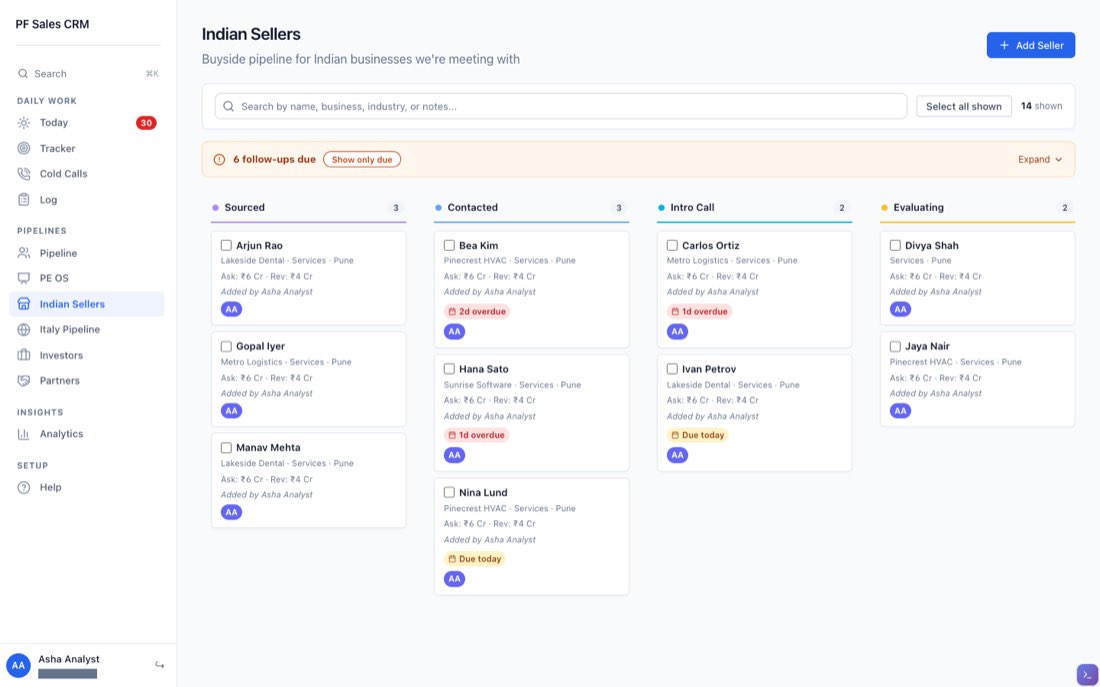 PF Sales CRM
Search ⌘K
DAILY WORK
Today 30
Tracker
Cold Calls
Log
PIPELINES
Pipeline
PE OS
Indian Sellers
Italy Pipeline
Investors
Partners
INSIGHTS
Analytics
SETUP
Help
AA Asha Analyst
Indian Sellers
Buyside pipeline for Indian businesses we're meeting with
+ Add Seller
Search by name, business, industry, or notes...
Select all shown
14 shown
6 follow-ups due
Show only due
Expand
Sourced 3
Arjun Rao
Lakeside Dental · Services · Pune
Ask: ₹6 Cr · Rev: ₹4 Cr
Added by Asha Analyst
AA
Gopal Iyer
Metro Logistics · Services · Pune
Ask: ₹6 Cr · Rev: ₹4 Cr
Added by Asha Analyst
AA
Manav Mehta
Lakeside Dental · Services · Pune
Ask: ₹6 Cr · Rev: ₹4 Cr
Added by Asha Analyst
AA
Contacted 3
Bea Kim
Pinecrest HVAC · Services · Pune
Ask: ₹6 Cr · Rev: ₹4 Cr
Added by Asha Analyst
2d overdue
AA
Hana Sato
Sunrise Software · Services · Pune
Ask: ₹6 Cr · Rev: ₹4 Cr
Added by Asha Analyst
1d overdue
AA
Nina Lund
Pinecrest HVAC · Services · Pune
Ask: ₹6 Cr · Rev: ₹4 Cr
Added by Asha Analyst
Due today
AA
Intro Call 2
Carlos Ortiz
Metro Logistics · Services · Pune
Ask: ₹6 Cr · Rev: ₹4 Cr
Added by Asha Analyst
1d overdue
AA
Ivan Petrov
Lakeside Dental · Services · Pune
Ask: ₹6 Cr · Rev: ₹4 Cr
Added by Asha Analyst
Due today
AA
Evaluating 2
Divya Shah
Services · Pune
Ask: ₹6 Cr · Rev: ₹4 Cr
Added by Asha Analyst
AA
Jaya Nair
Pinecrest HVAC · Services · Pune
Ask: ₹6 Cr · Rev: ₹4 Cr
Added by Asha Analyst
AA